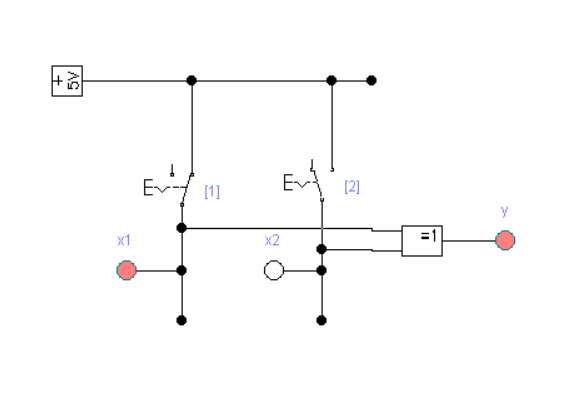 +
5V
[1]
[2]
x1
x2
y
=1